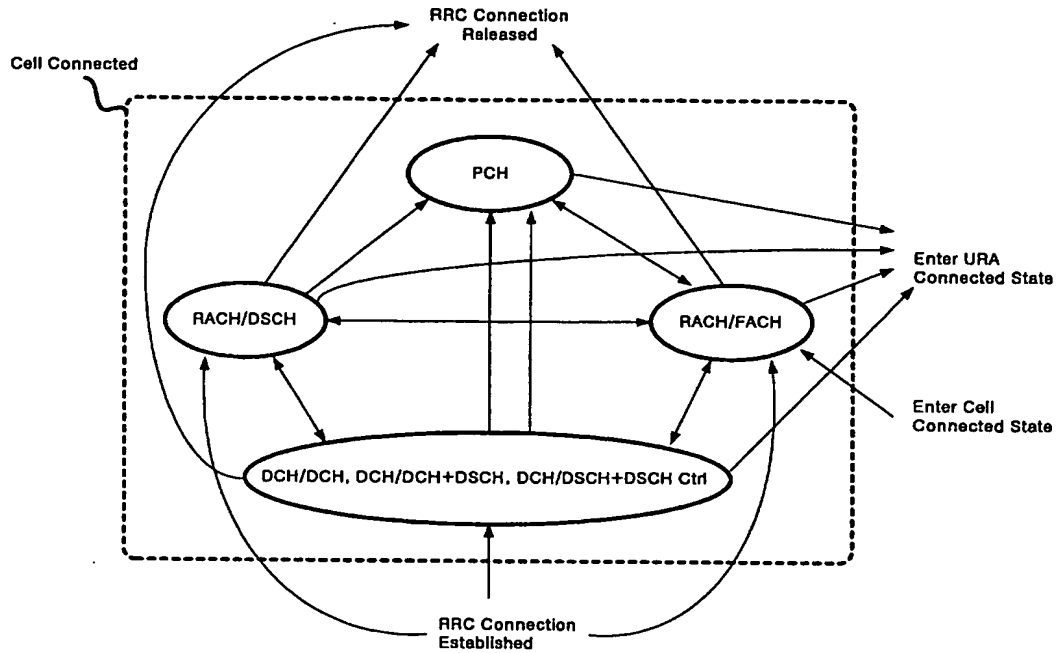 RRC Connection
Released
Cell Connected
PCH
Enter URA
Connected State
RACH/DSCH
RACH/FACH
Enter Cell
Connected State
DCH/DCH, DCH/DCH+DSCH, DCH/DSCH+DSCH Ctrl
RRC Connection
Established